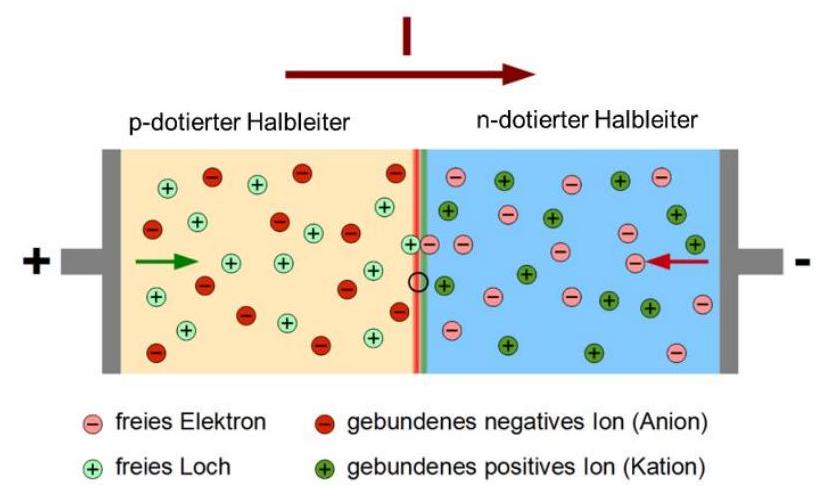 I
p-dotierter Halbleiter
n-dotierter Halbleiter
+ -
freies Elektron
gebundenes negatives Ion (Anion)
freies Loch
gebundenes positives Ion (Kation)